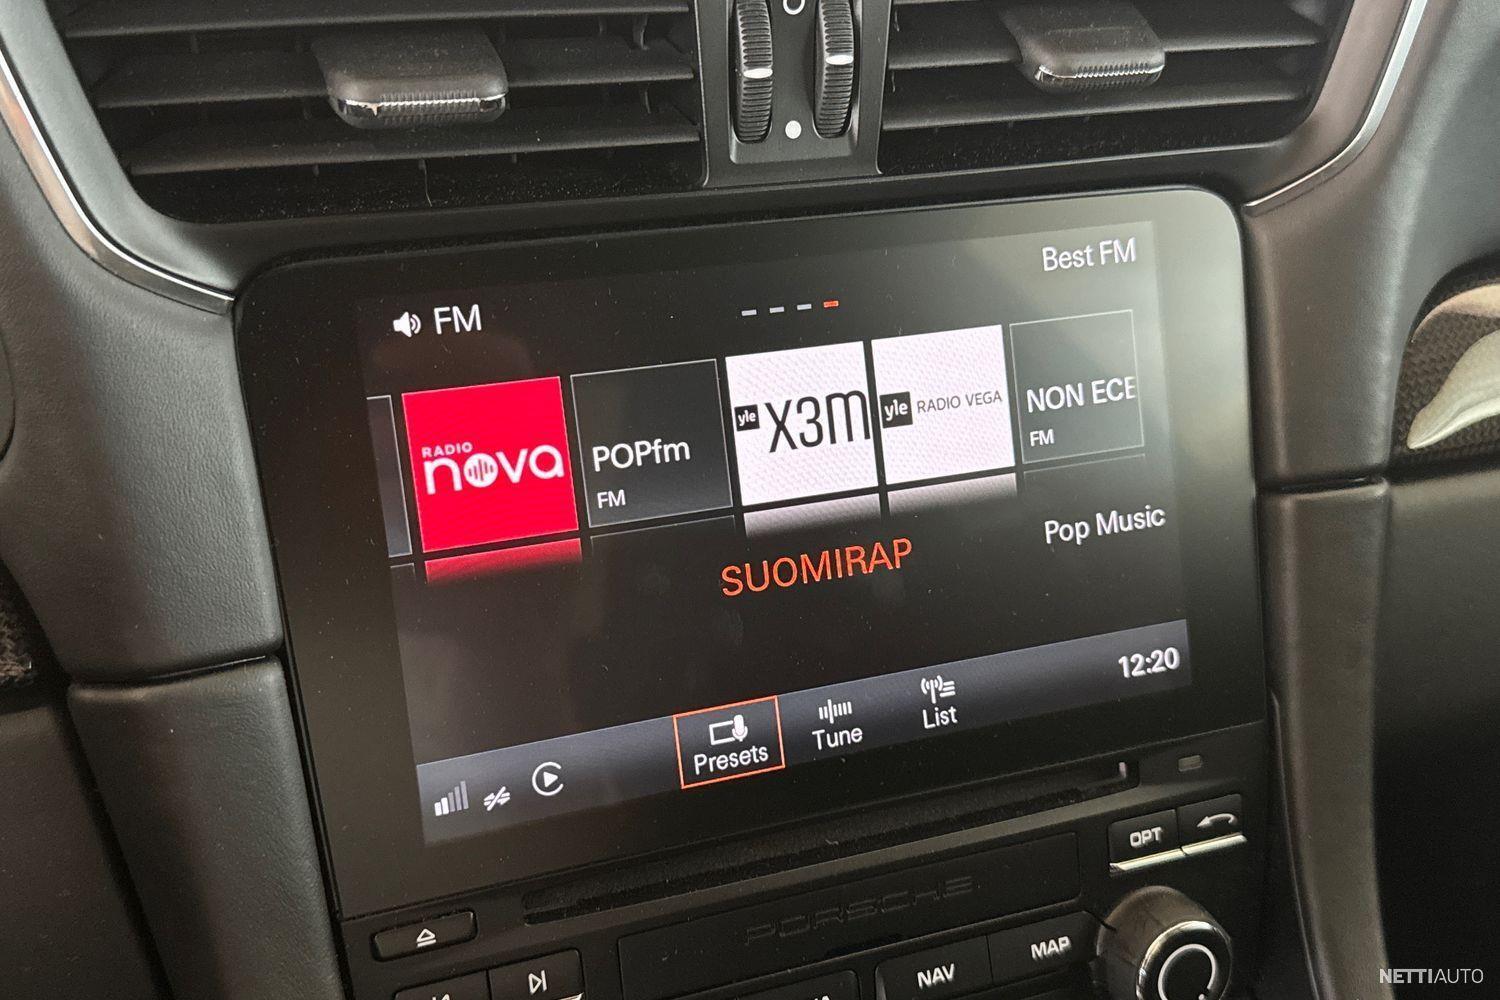 Best FM
FM
RADIO
nova
POPfm
FM
yle X3M
yle RADIO VEGA
NON ECE
FM
Pop Music
SUOMIRAP
12:20
Presets
Tune
List
OPT
PORSCHE
NAV
MAP
NETTIAUTO